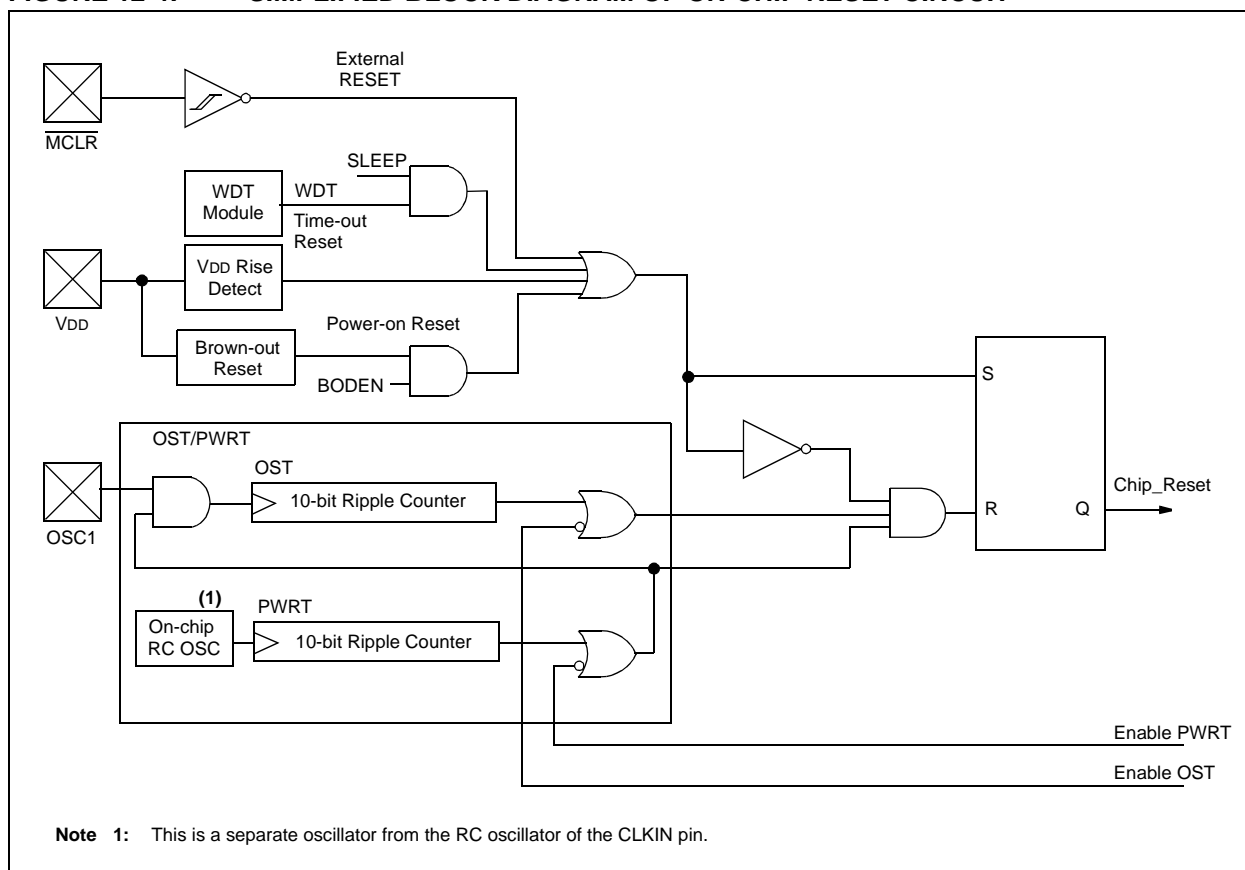 External
RESET
MCLR
SLEEP
WDT
Module
WDT
Time-out
Reset
VDD Rise
Detect
VDD
Power-on Reset
Brown-out
Reset
BODEN
S
OST/PWRT
OST
10-bit Ripple Counter
OSC1
Chip_Reset
R
Q
(1)
On-chip
RC OSC
PWRT
10-bit Ripple Counter
Enable PWRT
Enable OST
Note 1: This is a separate oscillator from the RC oscillator of the CLKIN pin.